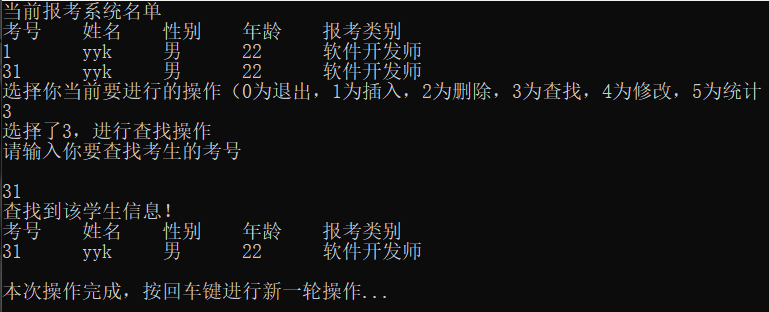 当前报考系统名单
考号 姓名 性别 年龄 报考类别
1 yyk 男 22 软件开发师
31 yyk 男 22 软件开发师
选择你当前要进行的操作（0为退出，1为插入，2为删除，3为查找，4为修改，5为统计
3
选择了3，进行查找操作
请输入你要查找考生的考号
31
查找到该学生信息！
考号 姓名 性别 年龄 报考类别
31 yyk 男 22 软件开发师
本次操作完成，按回车键进行新一轮操作...